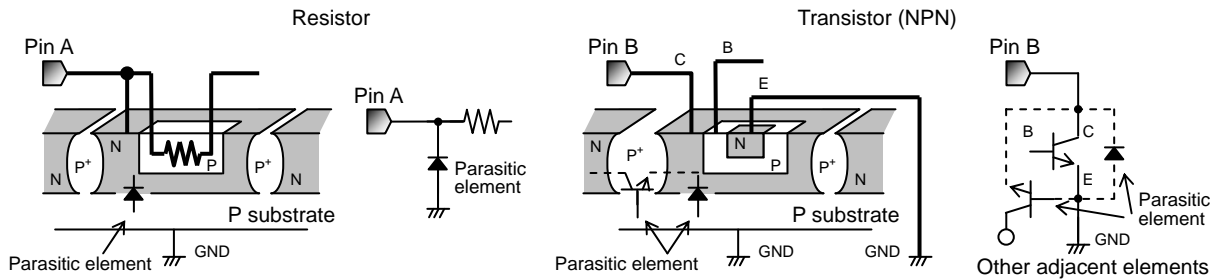 Resistor
Pin A
N
P+
N
P
P+
N
P substrate
Parasitic element
GND
Pin A
Parasitic
element
Transistor (NPN)
Pin B
C
B
E
N
P+
N
N
P
P+
N
P substrate
Parasitic element
GND
GND
Pin B
B
C
E
Parasitic
element
GND
Other adjacent elements